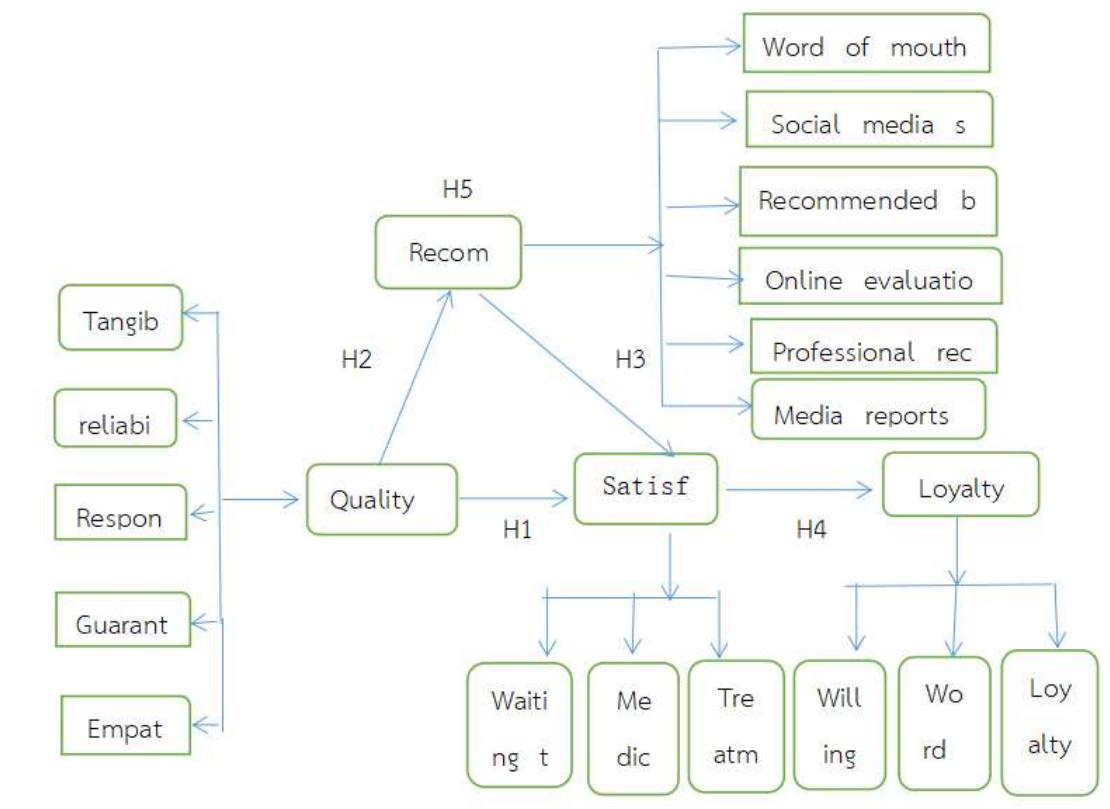 Word of mouth
Social media s
Recommended b
Online evaluatio
Professional rec
Media reports
H5
Recom
H2
H3
Tangib
reliabi
Respon
Guarant
Empat
Quality
H1
Satisf
H4
Loyalty
Waiti
ng t
Me
dic
Tre
atm
Will
ing
Wo
rd
Loy
alty